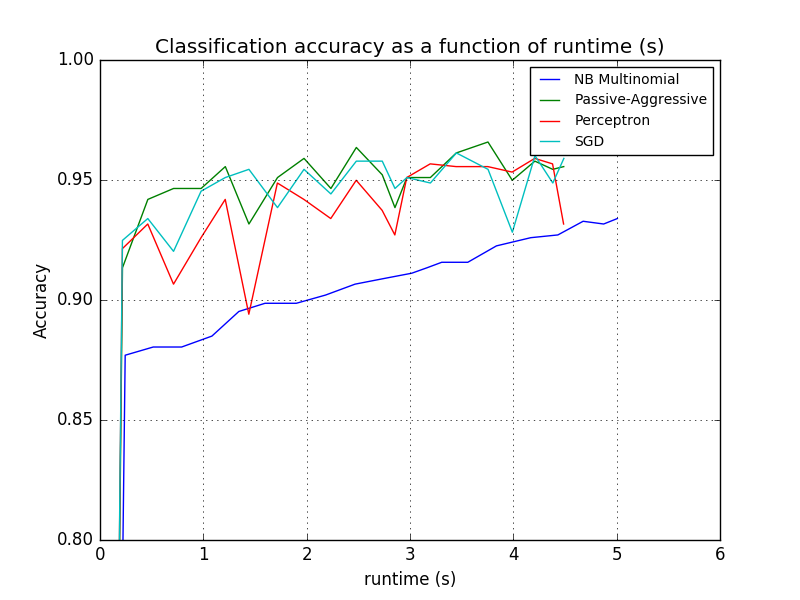 Classification accuracy as a function of runtime (s)
1.00
0.95
0.90
0.85
0.80
Accuracy
NB Multinomial
Passive-Aggressive
Perceptron
SGD
0 1 2 3 4 5 6
runtime (s)